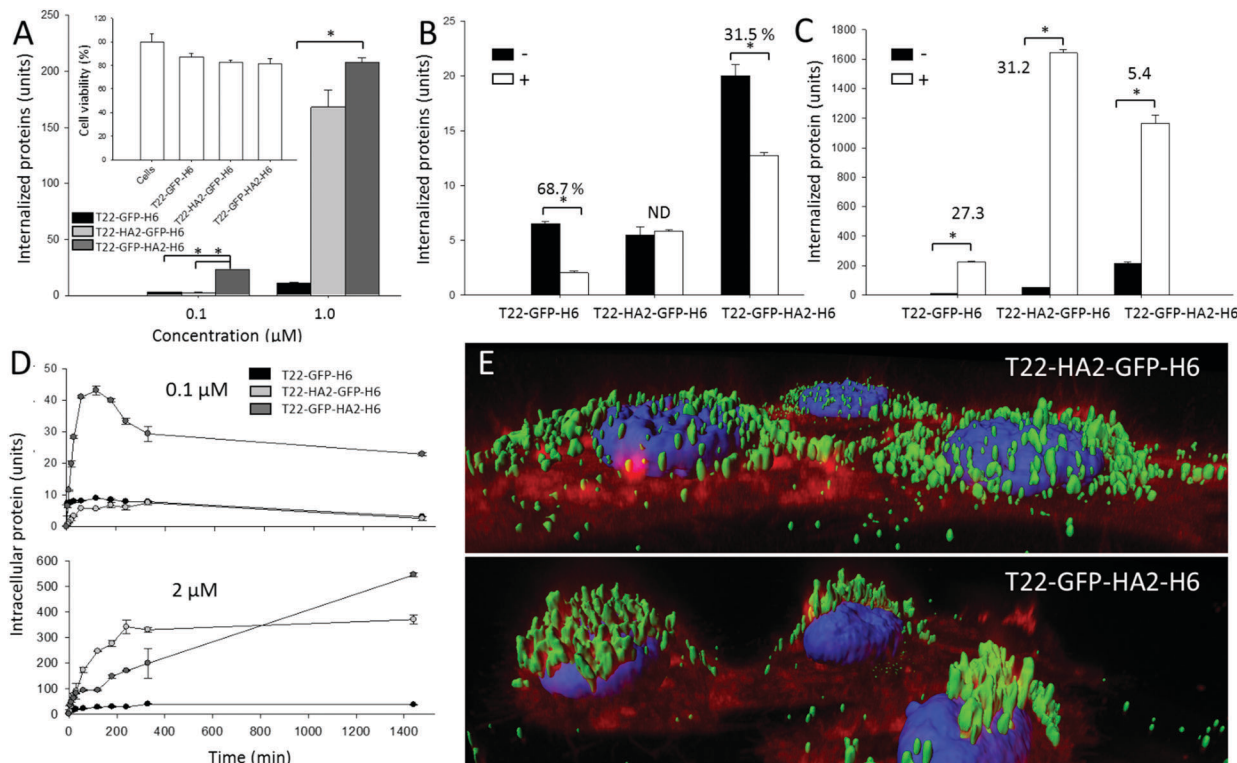 A
Internalized proteins (units)
250
200
150
100
50
0
Cell viability (%)
120
100
80
60
40
20
0
Cells
T22-GFP-H6
T22-HA2-GFP-H6
T22-GFP-HA2-H6
*
T22-GFP-H6
T22-HA2-GFP-H6
T22-GFP-HA2-H6
* *
0.1
1.0
Concentration (μM)
B
Internalized proteins (units)
25
20
15
10
5
0
-
+
68.7 %
*
ND
31.5 %
*
T22-GFP-H6
T22-HA2-GFP-H6
T22-GFP-HA2-H6
C
Internalized protein (units)
1800
1600
1400
1200
1000
800
600
400
200
0
-
+
27.3
*
31.2
*
5.4
*
T22-GFP-H6
T22-HA2-GFP-H6
T22-GFP-HA2-H6
D
Intracellular protein (units)
50
40
30
20
10
0
0.1 μM
T22-GFP-H6
T22-HA2-GFP-H6
T22-GFP-HA2-H6
600
500
400
300
200
100
0
2 μM
0
200
400
600
800
1000
1200
1400
Time (min)
E
T22-HA2-GFP-H6
T22-GFP-HA2-H6